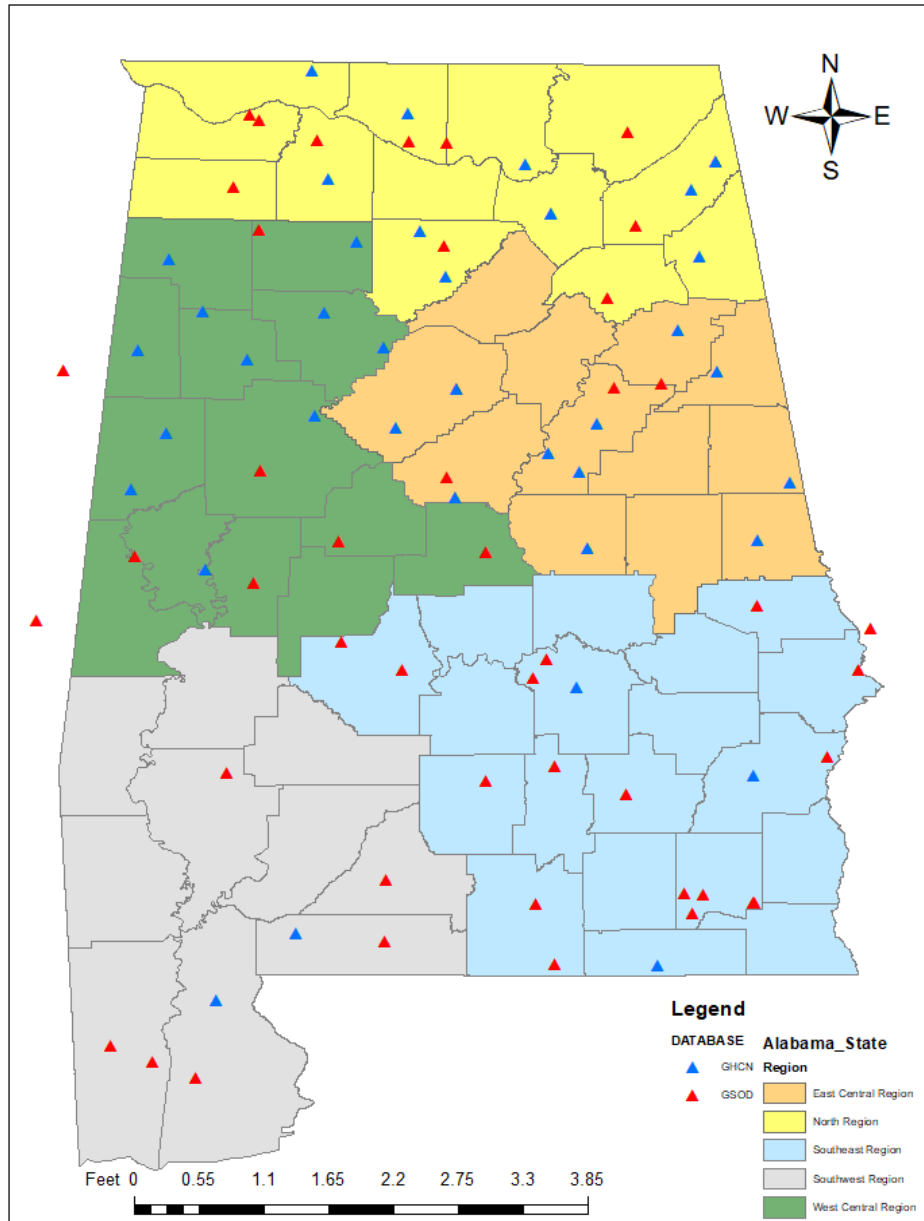 N
W E
S
Legend
DATABASE
GHCN
GSOD
Alabama_State
Region
East Central Region
North Region
Southeast Region
Southwest Region
West Central Region
Feet 0 0.55 1.1 1.65 2.2 2.75 3.3 3.85